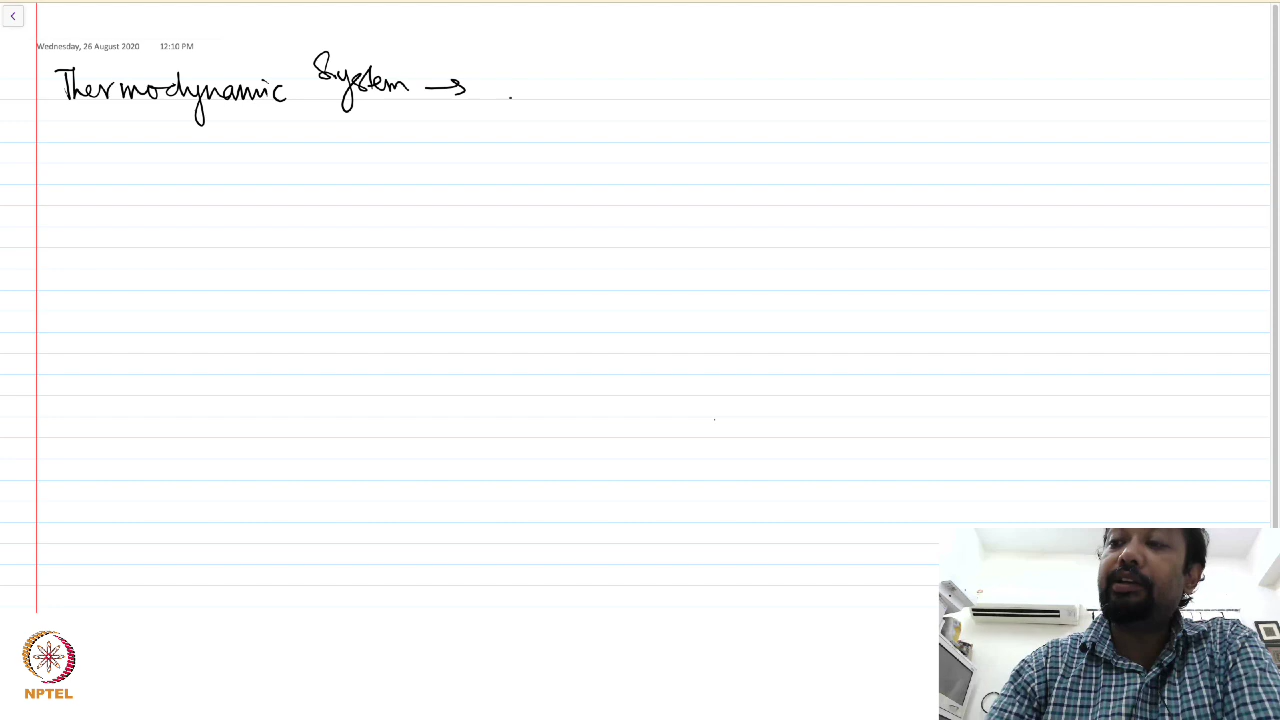 Wednesday, 26 August 2020 12:10 PM
Thermodynamic System →
NPTEL